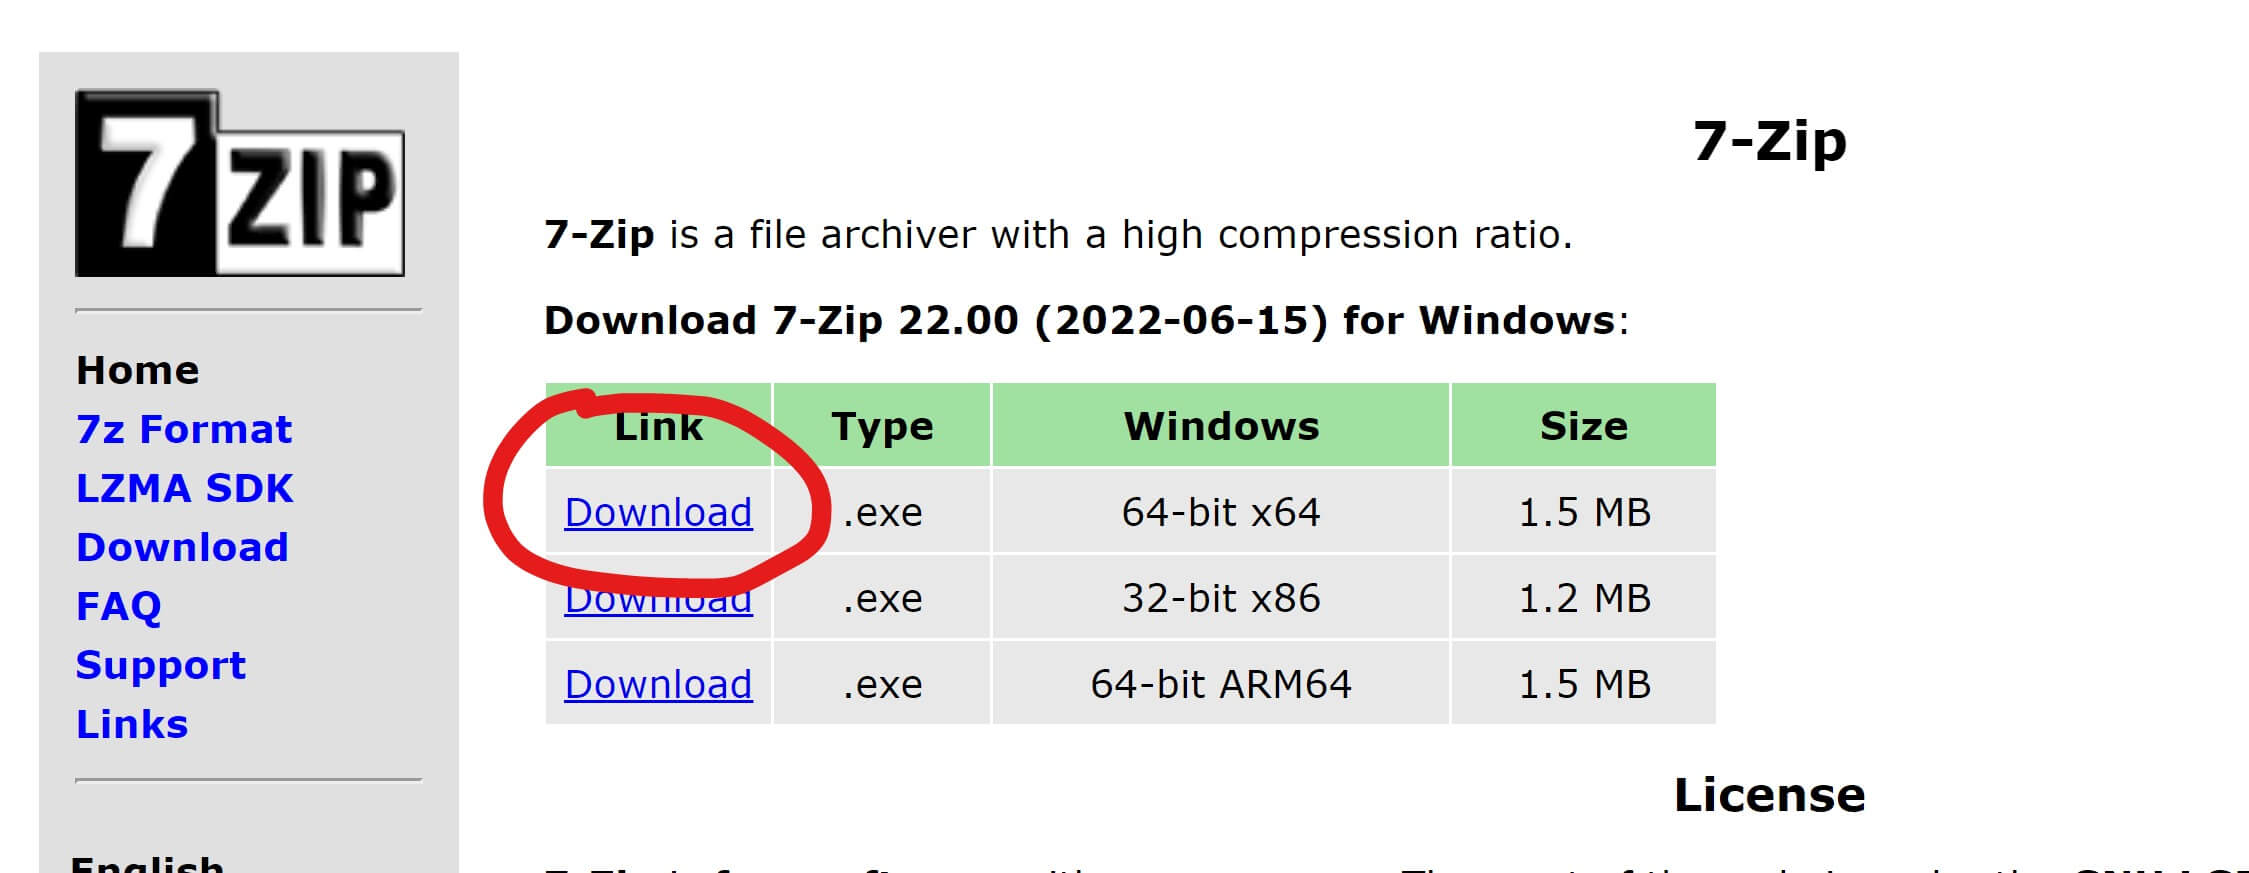 7 ZIP
Home
7z Format
LZMA SDK
Download
FAQ
Support
Links
English
7-Zip
7-Zip is a file archiver with a high compression ratio.
Download 7-Zip 22.00 (2022-06-15) for Windows:
Link Type Windows Size
Download .exe 64-bit x64 1.5 MB
Download .exe 32-bit x86 1.2 MB
Download .exe 64-bit ARM64 1.5 MB
License